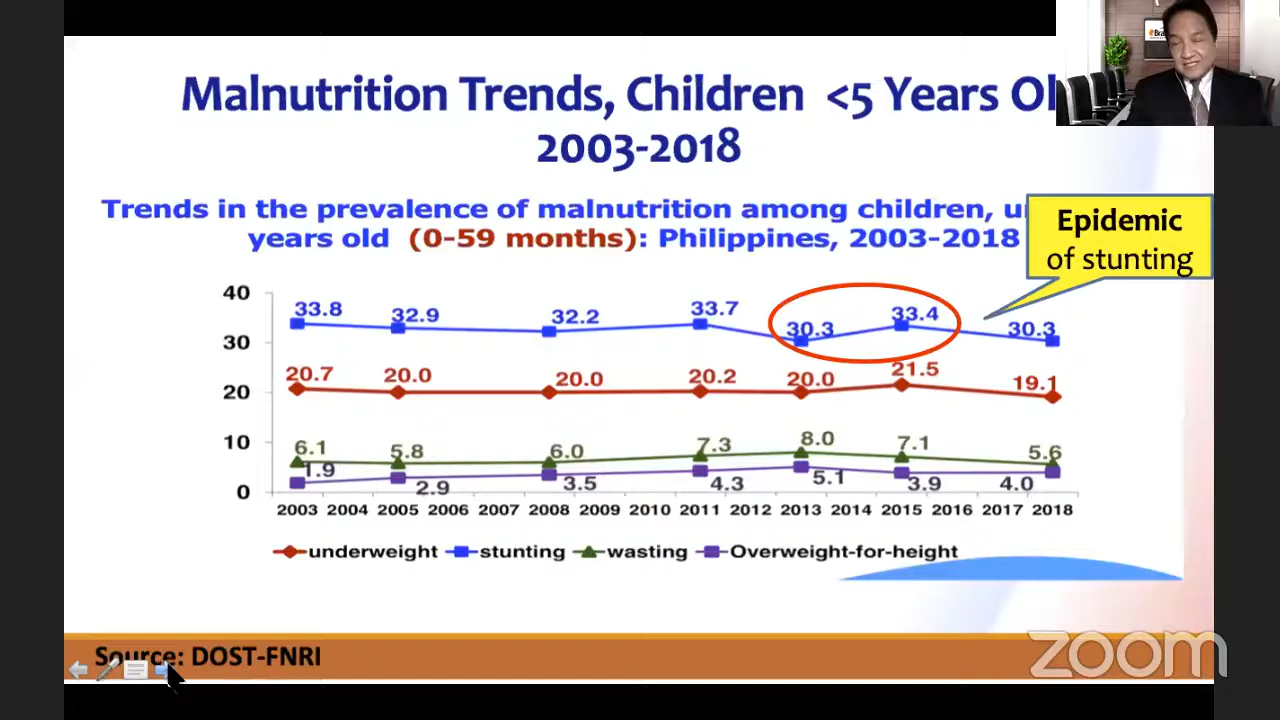 Malnutrition Trends, Children <5 Years Ol
2003-2018
Trends in the prevalence of malnutrition among children, u
years old (0-59 months): Philippines, 2003-2018
Epidemic
of stunting
40
30
20
10
0
33.8 32.9 32.2 33.7 30.3 33.4 30.3
20.7 20.0 20.0 20.2 20.0 21.5 19.1
6.1 5.8 6.0 7.3 8.0 7.1 5.6
1.9 2.9 3.5 4.3 5.1 3.9 4.0
2003 2004 2005 2006 2007 2008 2009 2010 2011 2012 2013 2014 2015 2016 2017 2018
underweight stunting wasting Overweight-for-height
Source: DOST-FNRI
zoom